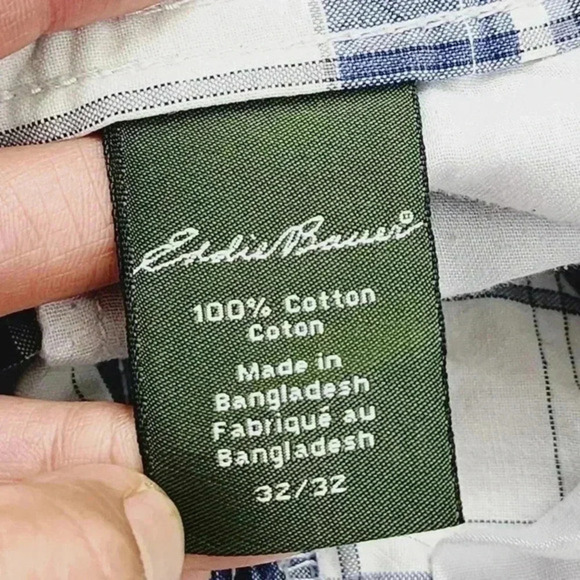 Eddie Bauer®
100% Cotton
Coton
Made in
Bangladesh
Fabriqué au
Bangladesh
32/32